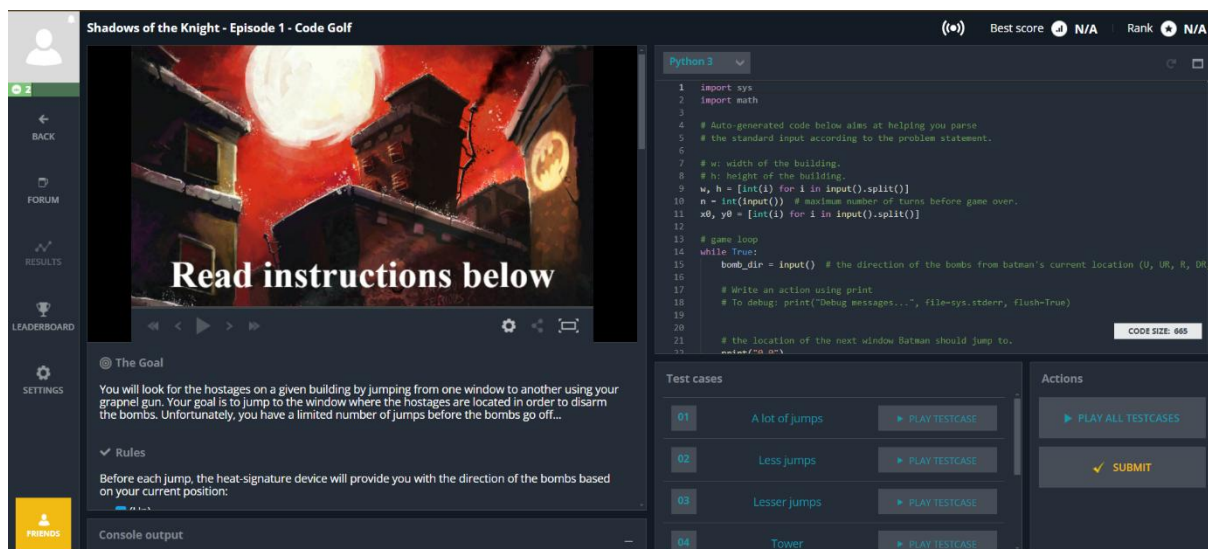 Shadows of the Knight - Episode 1 - Code Golf
Best score N/A
Rank N/A
2
BACK
FORUM
RESULTS
LEADERBOARD
SETTINGS
FRIENDS
Read instructions below
The Goal
You will look for the hostages on a given building by jumping from one window to another using your
grapnel gun. Your goal is to jump to the window where the hostages are located in order to disarm
the bombs. Unfortunately, you have a limited number of jumps before the bombs go off...
Rules
Before each jump, the heat-signature device will provide you with the direction of the bombs based
on your current position:
Console output
Python 3
1 import sys
2 import math
3
4 # Auto-generated code below aims at helping you parse
5 # the standard input according to the problem statement.
6
7 # w: width of the building.
8 # h: height of the building.
9 w, h = [int(i) for i in input().split()]
10 n = int(input())  # maximum number of turns before game over.
11 x0, y0 = [int(i) for i in input().split()]
12
13 # game loop
14 while True:
15     bomb_dir = input()  # the direction of the bombs from batman's current location (U, UR, R, DR
16
17     # Write an action using print
18     # To debug: print("Debug messages...", file=sys.stderr, flush=True)
19
20
21     # the location of the next window Batman should jump to.
CODE SIZE: 665
Test cases
01 A lot of jumps PLAY TESTCASE
02 Less jumps PLAY TESTCASE
03 Lesser jumps PLAY TESTCASE
04 Tower PLAY TESTCASE
Actions
PLAY ALL TESTCASES
SUBMIT